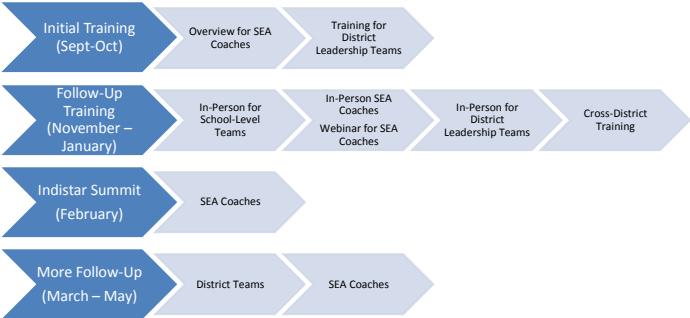 Initial Training
(Sept-Oct)
Overview for SEA
Coaches
Training for
District
Leadership Teams
Follow-Up
Training
(November –
January)
In-Person for
School-Level
Teams
In-Person SEA
Coaches
Webinar for SEA
Coaches
In-Person for
District
Leadership Teams
Cross-District
Training
Indistar Summit
(February)
SEA Coaches
More Follow-Up
(March – May)
District Teams
SEA Coaches